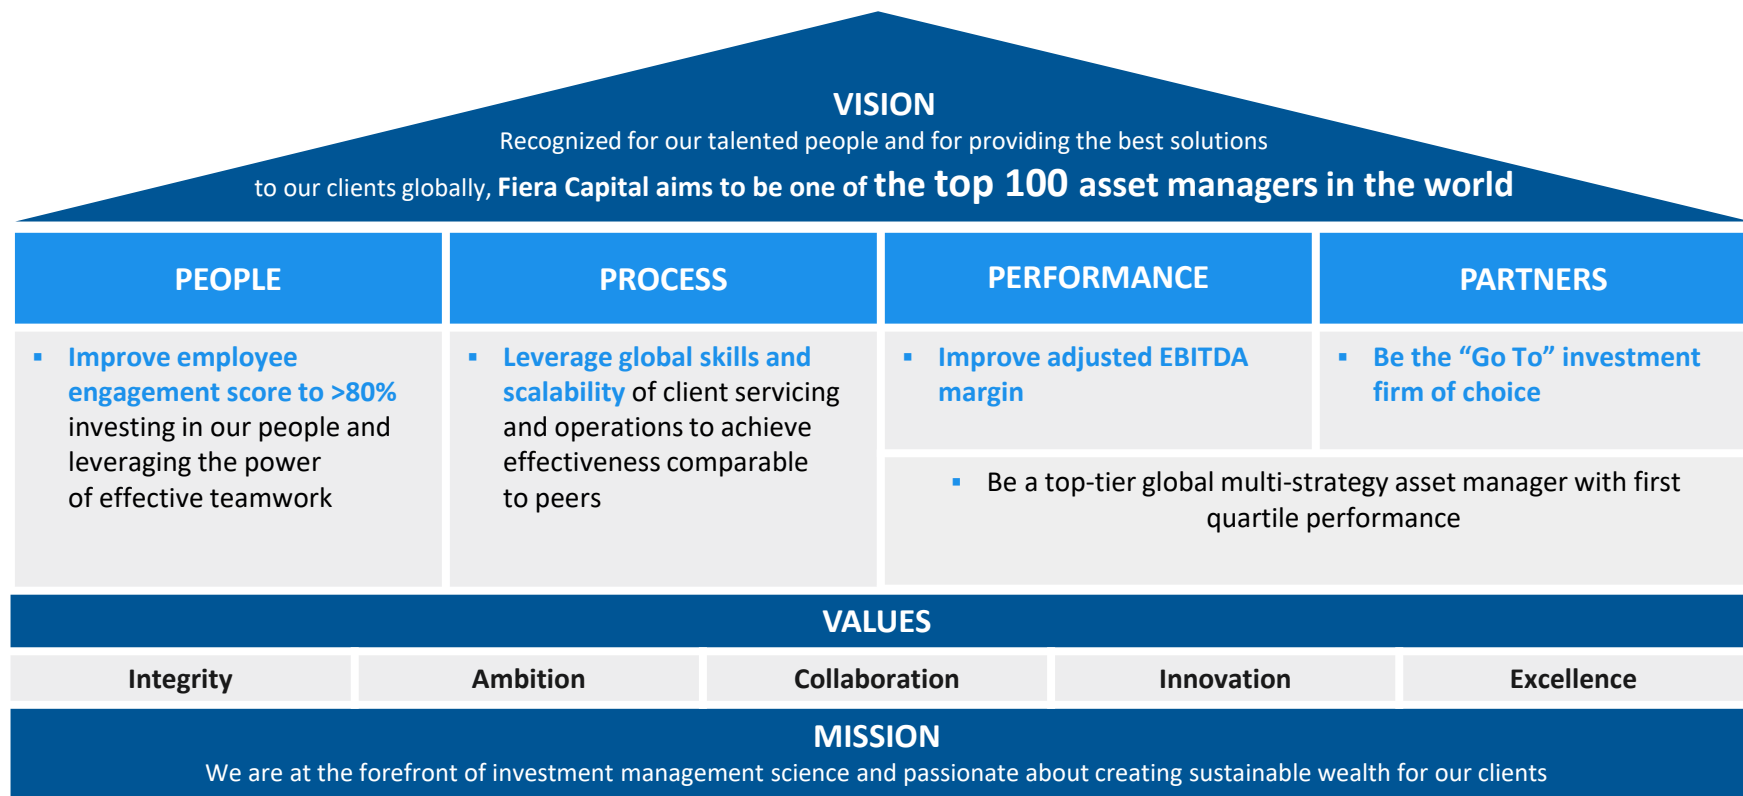 VISION
Recognized for our talented people and for providing the best solutions
to our clients globally, Fiera Capital aims to be one of the top 100 asset managers in the world
PEOPLE
PROCESS
PERFORMANCE
PARTNERS
▪ Improve employee
engagement score to >80%
investing in our people and
leveraging the power
of effective teamwork
▪ Leverage global skills and
scalability of client servicing
and operations to achieve
effectiveness comparable
to peers
▪ Improve adjusted EBITDA
margin
▪ Be the “Go To” investment
firm of choice
▪ Be a top-tier global multi-strategy asset manager with first
quartile performance
VALUES
Integrity
Ambition
Collaboration
Innovation
Excellence
MISSION
We are at the forefront of investment management science and passionate about creating sustainable wealth for our clients